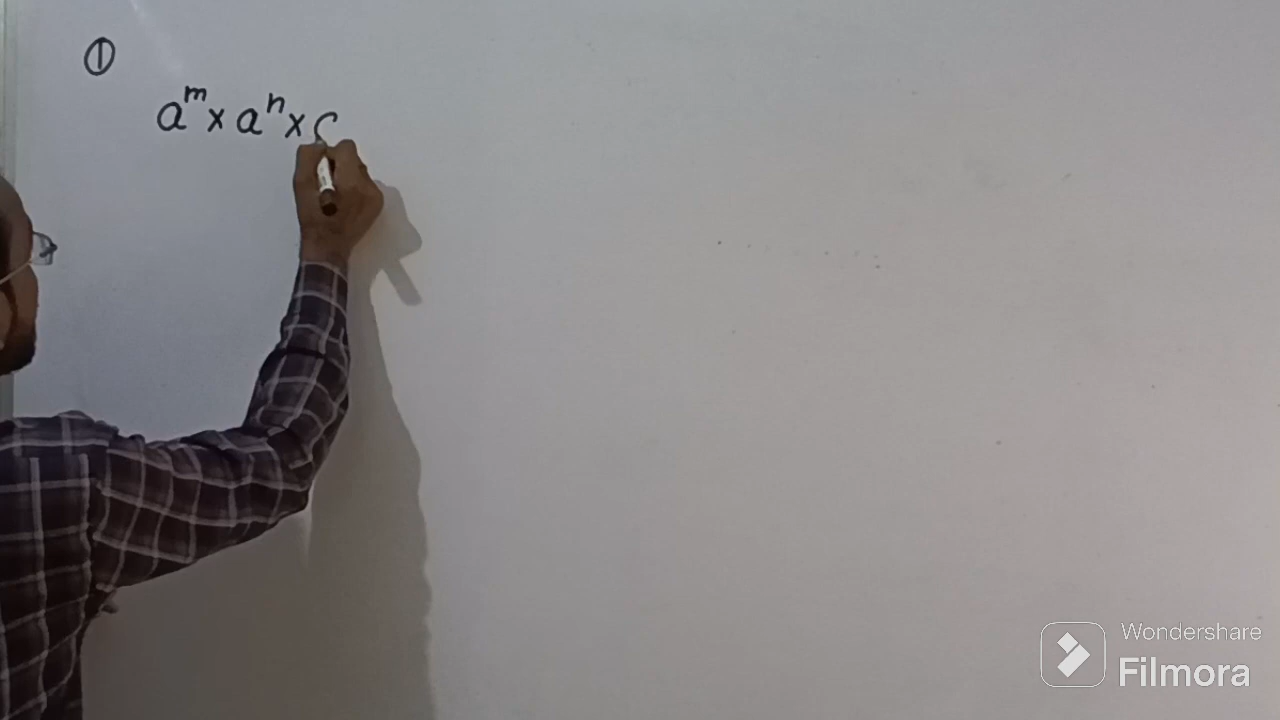 ①
aᵐ × aⁿ ×
Wondershare
Filmora